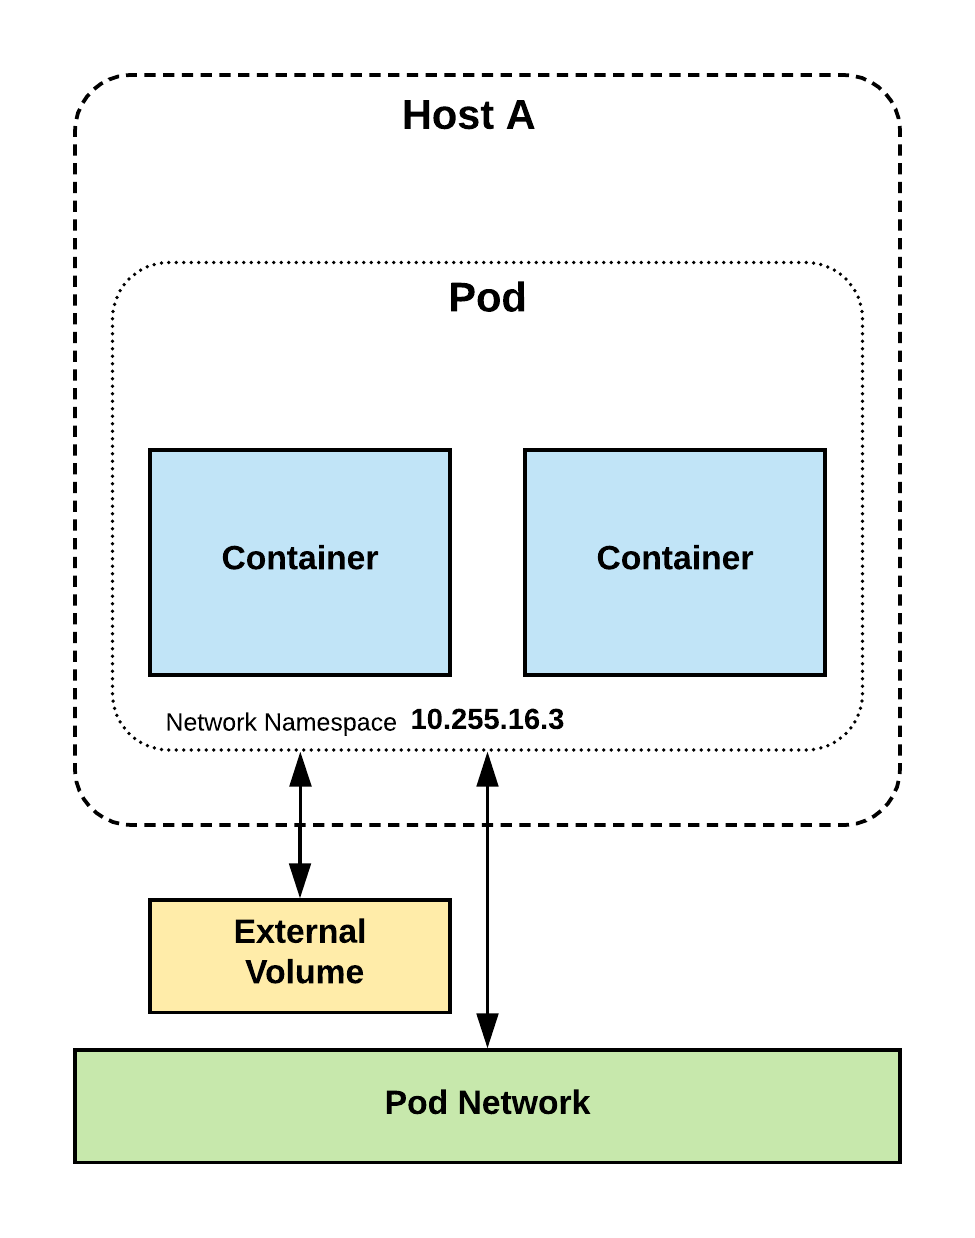 Host A
Pod
Container
Container
Network Namespace 10.255.16.3
External
Volume
Pod Network